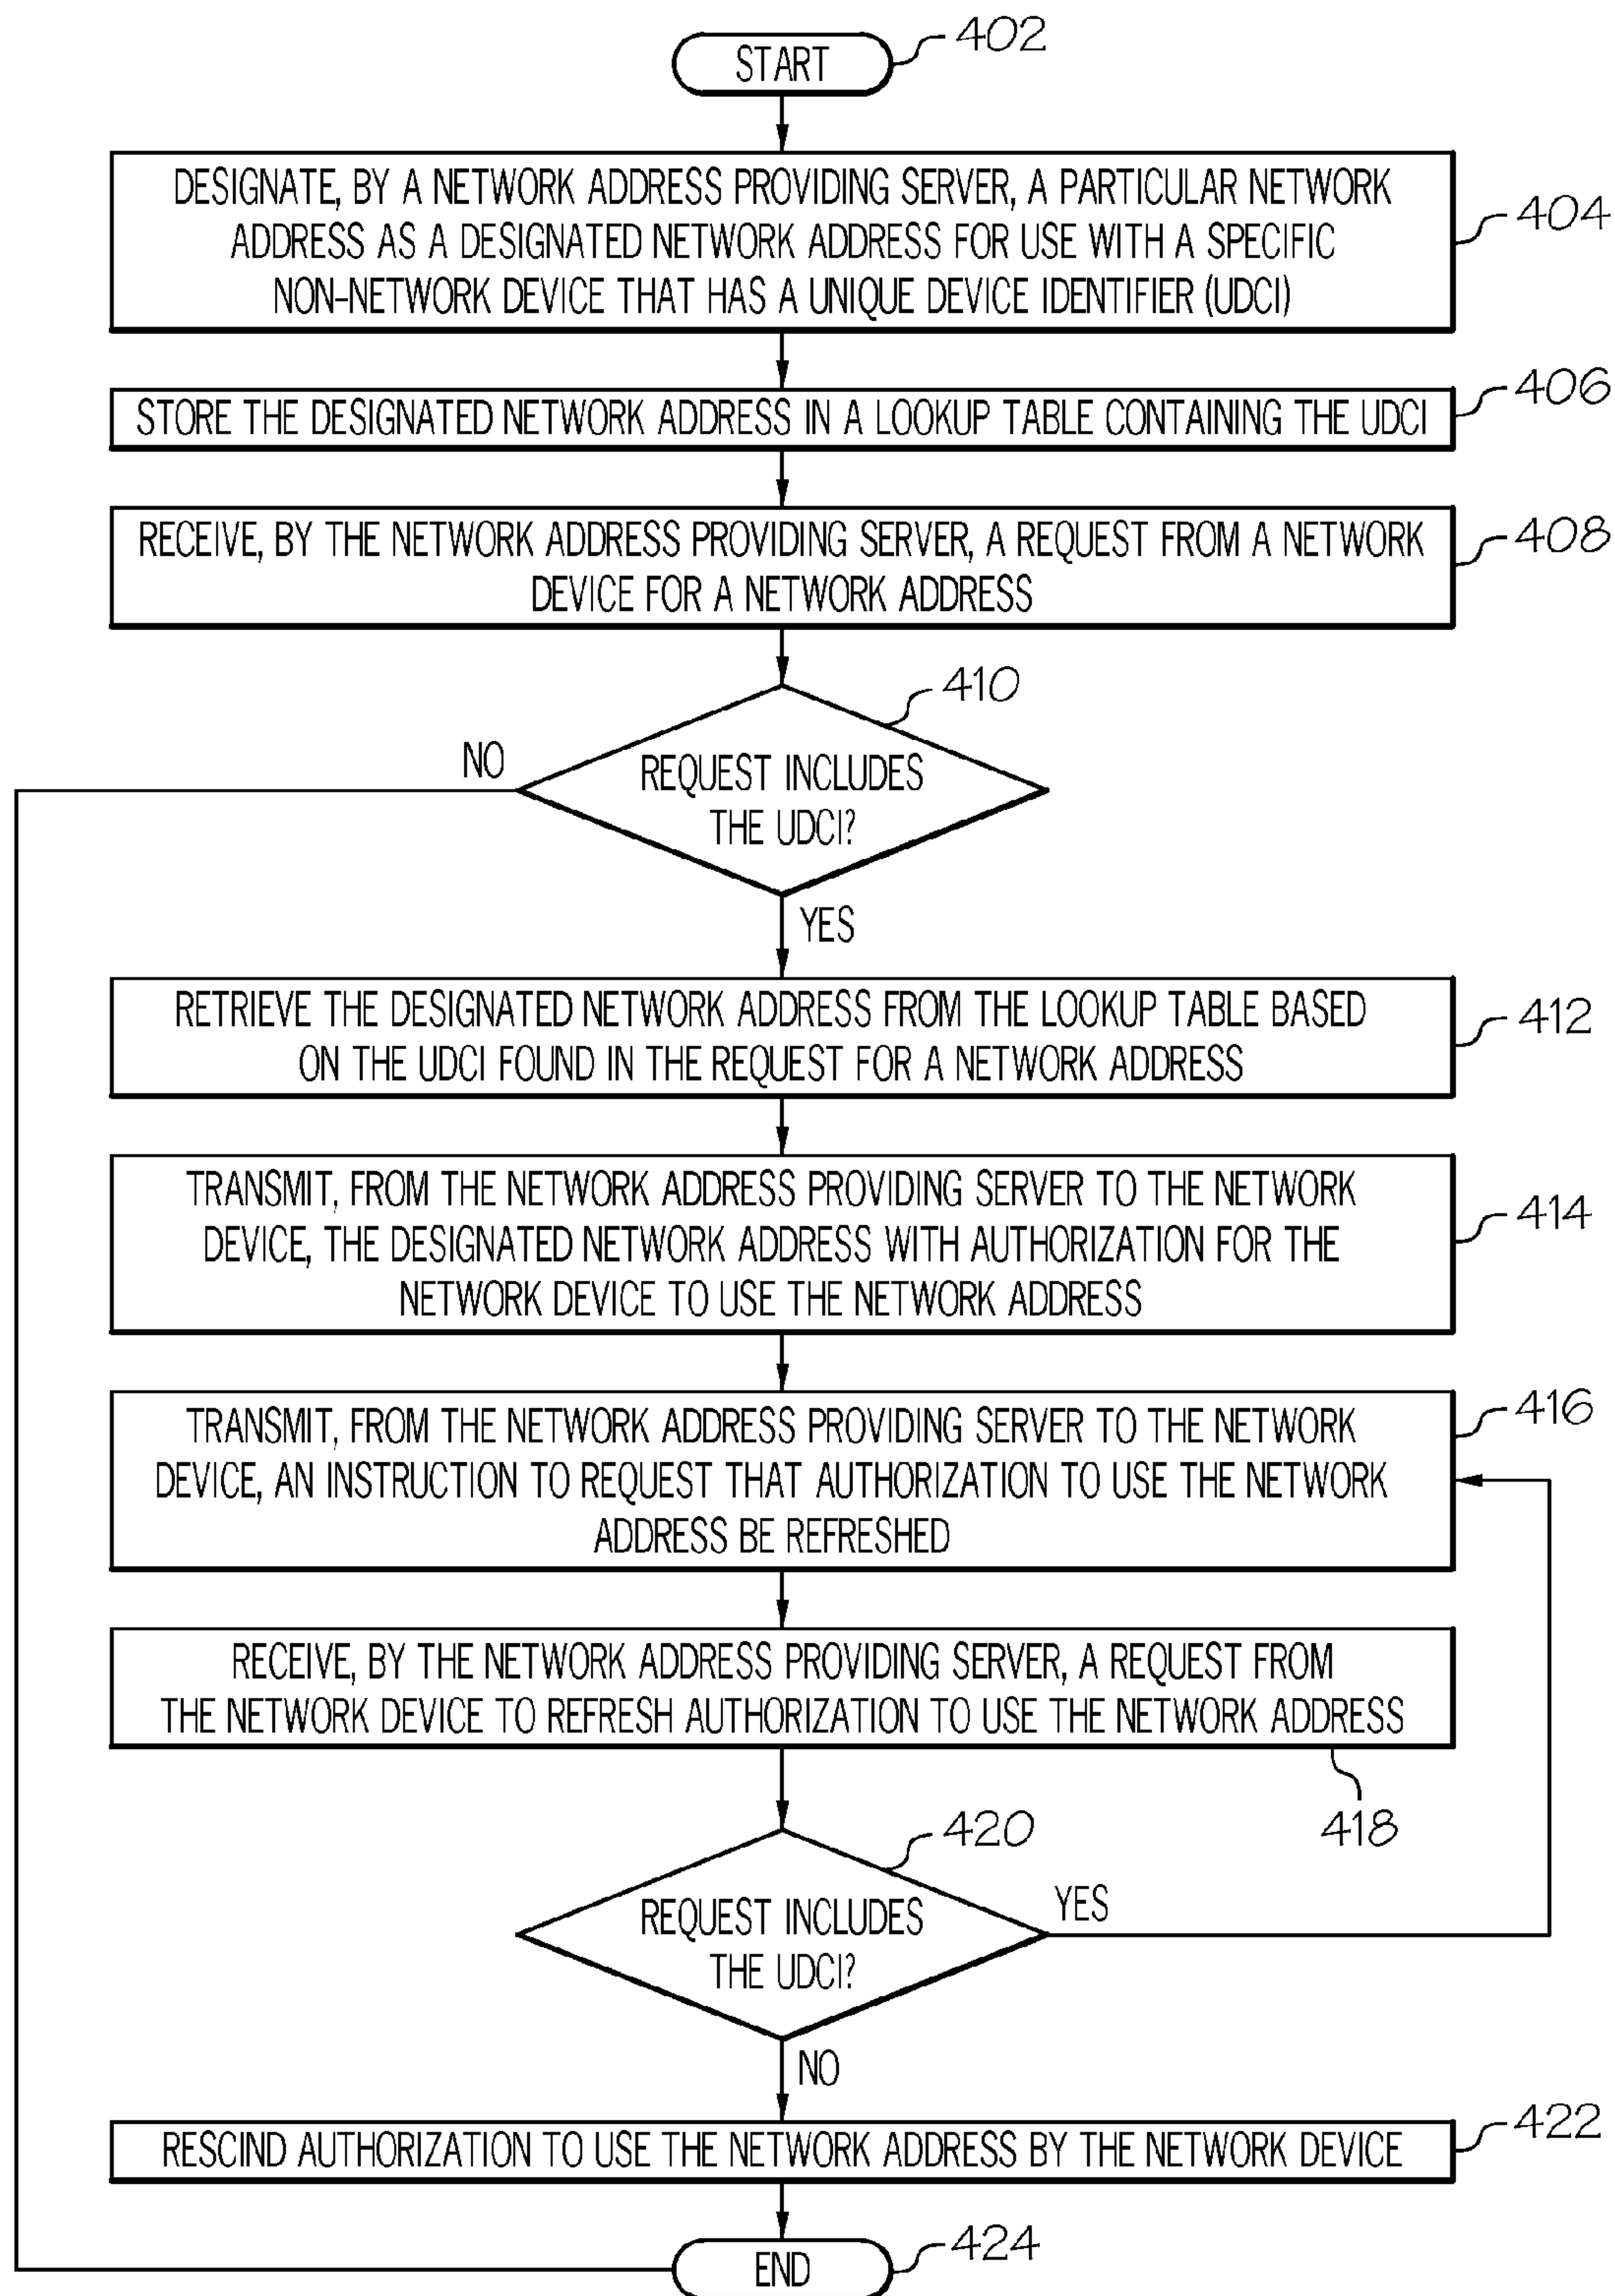 START
402
DESIGNATE, BY A NETWORK ADDRESS PROVIDING SERVER, A PARTICULAR NETWORK
ADDRESS AS A DESIGNATED NETWORK ADDRESS FOR USE WITH A SPECIFIC
NON-NETWORK DEVICE THAT HAS A UNIQUE DEVICE IDENTIFIER (UDCI)
404
STORE THE DESIGNATED NETWORK ADDRESS IN A LOOKUP TABLE CONTAINING THE UDCI
406
RECEIVE, BY THE NETWORK ADDRESS PROVIDING SERVER, A REQUEST FROM A NETWORK
DEVICE FOR A NETWORK ADDRESS
408
410
NO
REQUEST INCLUDES
THE UDCI?
YES
RETRIEVE THE DESIGNATED NETWORK ADDRESS FROM THE LOOKUP TABLE BASED
ON THE UDCI FOUND IN THE REQUEST FOR A NETWORK ADDRESS
412
TRANSMIT, FROM THE NETWORK ADDRESS PROVIDING SERVER TO THE NETWORK
DEVICE, THE DESIGNATED NETWORK ADDRESS WITH AUTHORIZATION FOR THE
NETWORK DEVICE TO USE THE NETWORK ADDRESS
414
TRANSMIT, FROM THE NETWORK ADDRESS PROVIDING SERVER TO THE NETWORK
DEVICE, AN INSTRUCTION TO REQUEST THAT AUTHORIZATION TO USE THE NETWORK
ADDRESS BE REFRESHED
416
RECEIVE, BY THE NETWORK ADDRESS PROVIDING SERVER, A REQUEST FROM
THE NETWORK DEVICE TO REFRESH AUTHORIZATION TO USE THE NETWORK ADDRESS
418
420
REQUEST INCLUDES
THE UDCI?
YES
NO
RESCIND AUTHORIZATION TO USE THE NETWORK ADDRESS BY THE NETWORK DEVICE
422
END
424